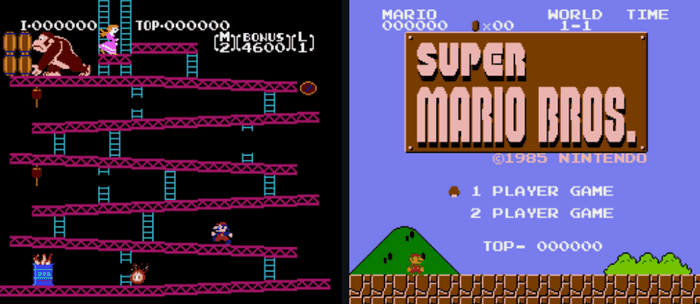 I-000000 TOP-000000
[M 2][BONUS 4600][L 1]
OIL
MARIO WORLD TIME
000000 ×00 1-1
SUPER
MARIO BROS.
©1985 NINTENDO
1 PLAYER GAME
2 PLAYER GAME
TOP- 000000